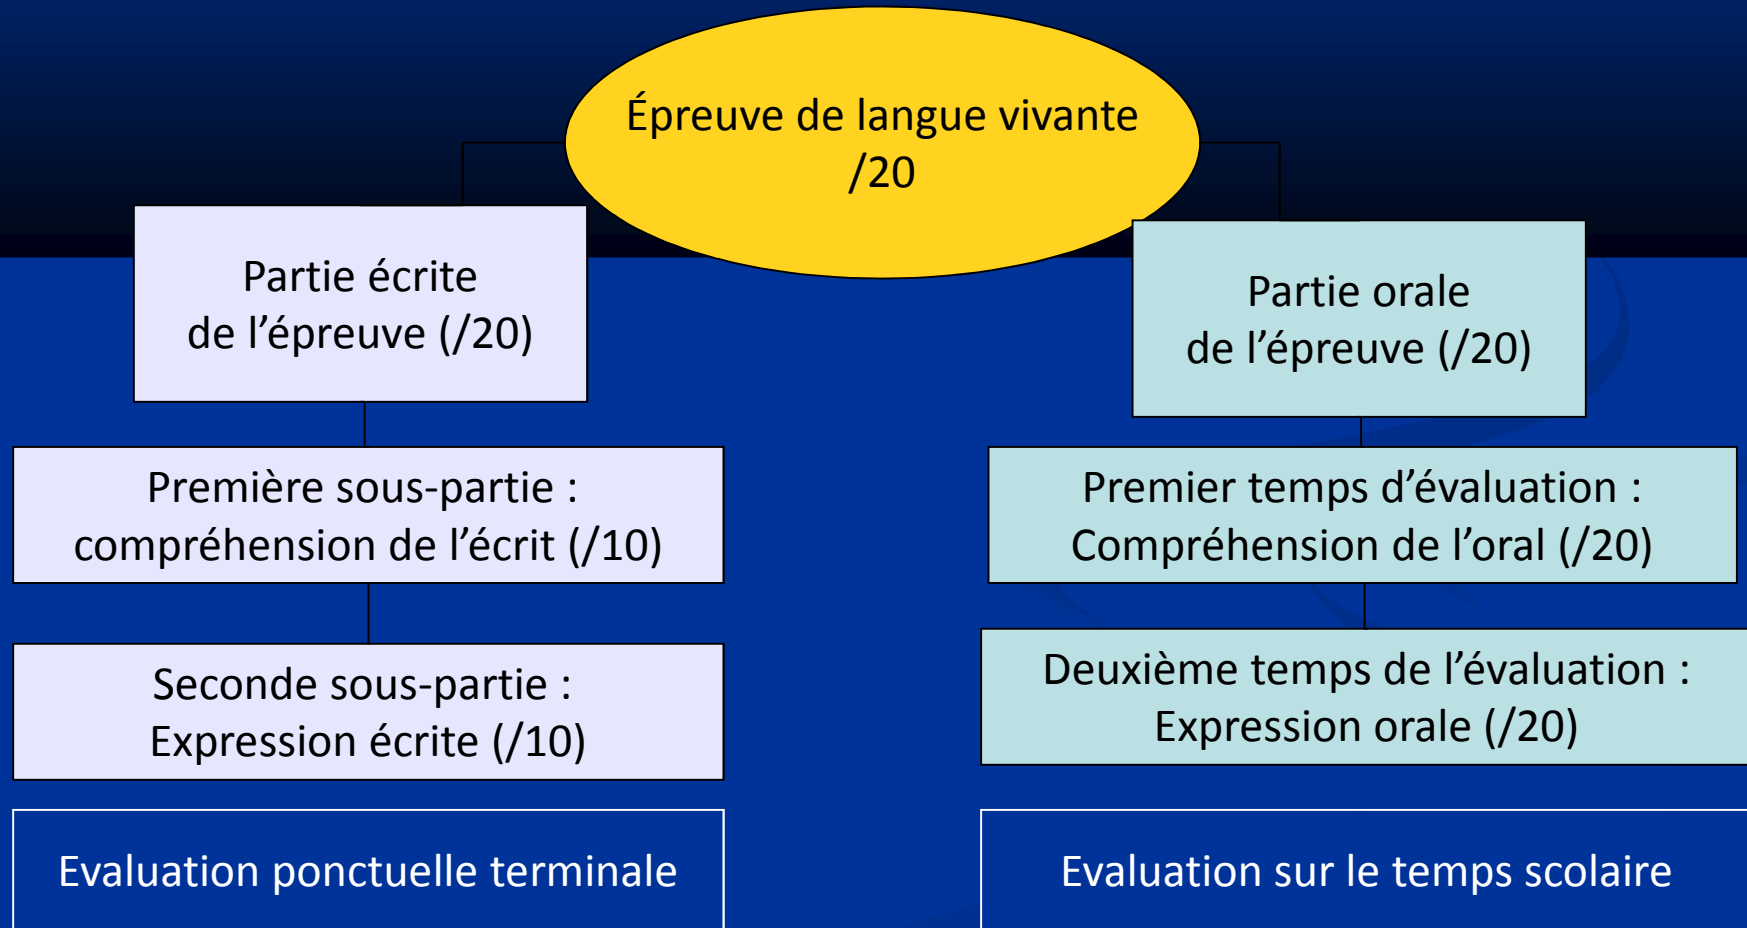 Épreuve de langue vivante
/20
Partie écrite
de l’épreuve (/20)
Partie orale
de l’épreuve (/20)
Première sous-partie :
compréhension de l’écrit (/10)
Premier temps d’évaluation :
Compréhension de l’oral (/20)
Seconde sous-partie :
Expression écrite (/10)
Deuxième temps de l’évaluation :
Expression orale (/20)
Evaluation ponctuelle terminale
Evaluation sur le temps scolaire